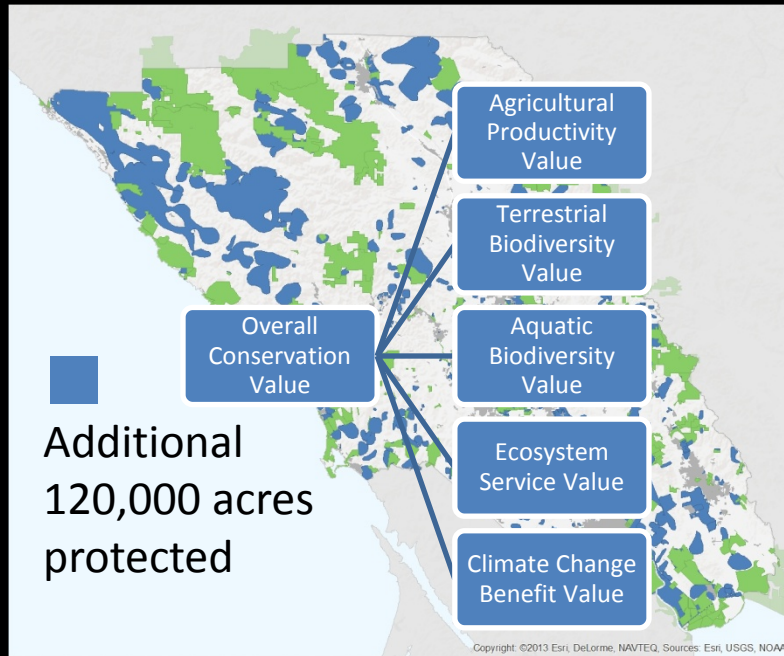 Agricultural
Productivity
Value
Terrestrial
Biodiversity
Value
Overall
Conservation
Value
Aquatic
Biodiversity
Value
Additional
120,000 acres
protected
Ecosystem
Service Value
Climate Change
Benefit Value
Copyright: ©2013 Esri, DeLorme, NAVTEQ, Sources: Esri, USGS, NOAA